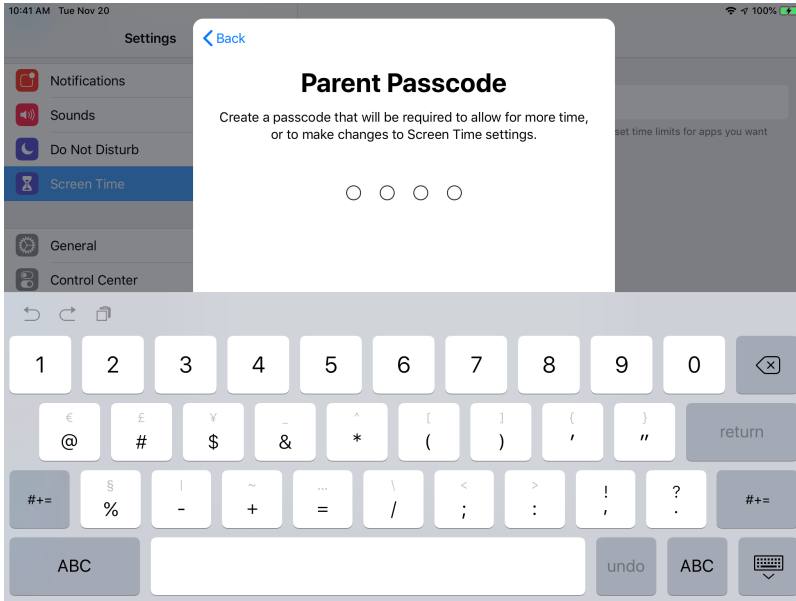 10:41 AM Tue Nov 20
100%
Settings
Back
Notifications
Sounds
Do Not Disturb
Screen Time
General
Control Center
Parent Passcode
Create a passcode that will be required to allow for more time,
or to make changes to Screen Time settings.
set time limits for apps you want
1 2 3 4 5 6 7 8 9 0
€ £ ¥ _ ^ [ ] { }
@ # $ & * ( ) ' "
return
§ | ~ … \ < > ! ?
#+= % - + = / ; : , . #+=
ABC undo ABC